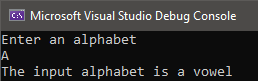 Microsoft Visual Studio Debug Console
Enter an alphabet
A
The input alphabet is a vowel